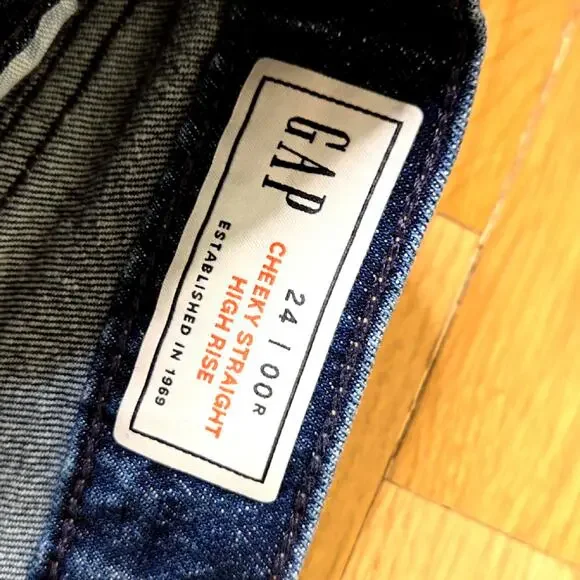 GAP
24 / 00R
CHEEKY STRAIGHT
HIGH RISE
ESTABLISHED IN 1969